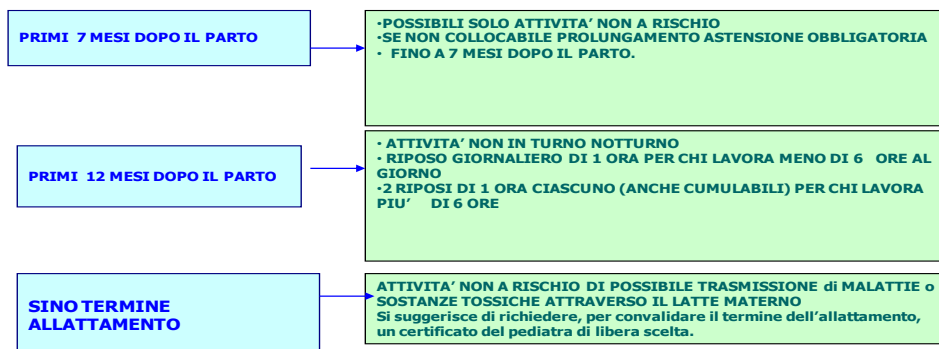 PRIMI 7 MESI DOPO IL PARTO
•POSSIBILI SOLO ATTIVITA’ NON A RISCHIO
•SE NON COLLOCABILE PROLUNGAMENTO ASTENSIONE OBBLIGATORIA
• FINO A 7 MESI DOPO IL PARTO.
PRIMI 12 MESI DOPO IL PARTO
• ATTIVITA’ NON IN TURNO NOTTURNO
• RIPOSO GIORNALIERO DI 1 ORA PER CHI LAVORA MENO DI 6 ORE AL
GIORNO
•2 RIPOSI DI 1 ORA CIASCUNO (ANCHE CUMULABILI) PER CHI LAVORA
PIU’ DI 6 ORE
SINO TERMINE
ALLATTAMENTO
ATTIVITA’ NON A RISCHIO DI POSSIBILE TRASMISSIONE di MALATTIE o
SOSTANZE TOSSICHE ATTRAVERSO IL LATTE MATERNO
Si suggerisce di richiedere, per convalidare il termine dell’allattamento,
un certificato del pediatra di libera scelta.